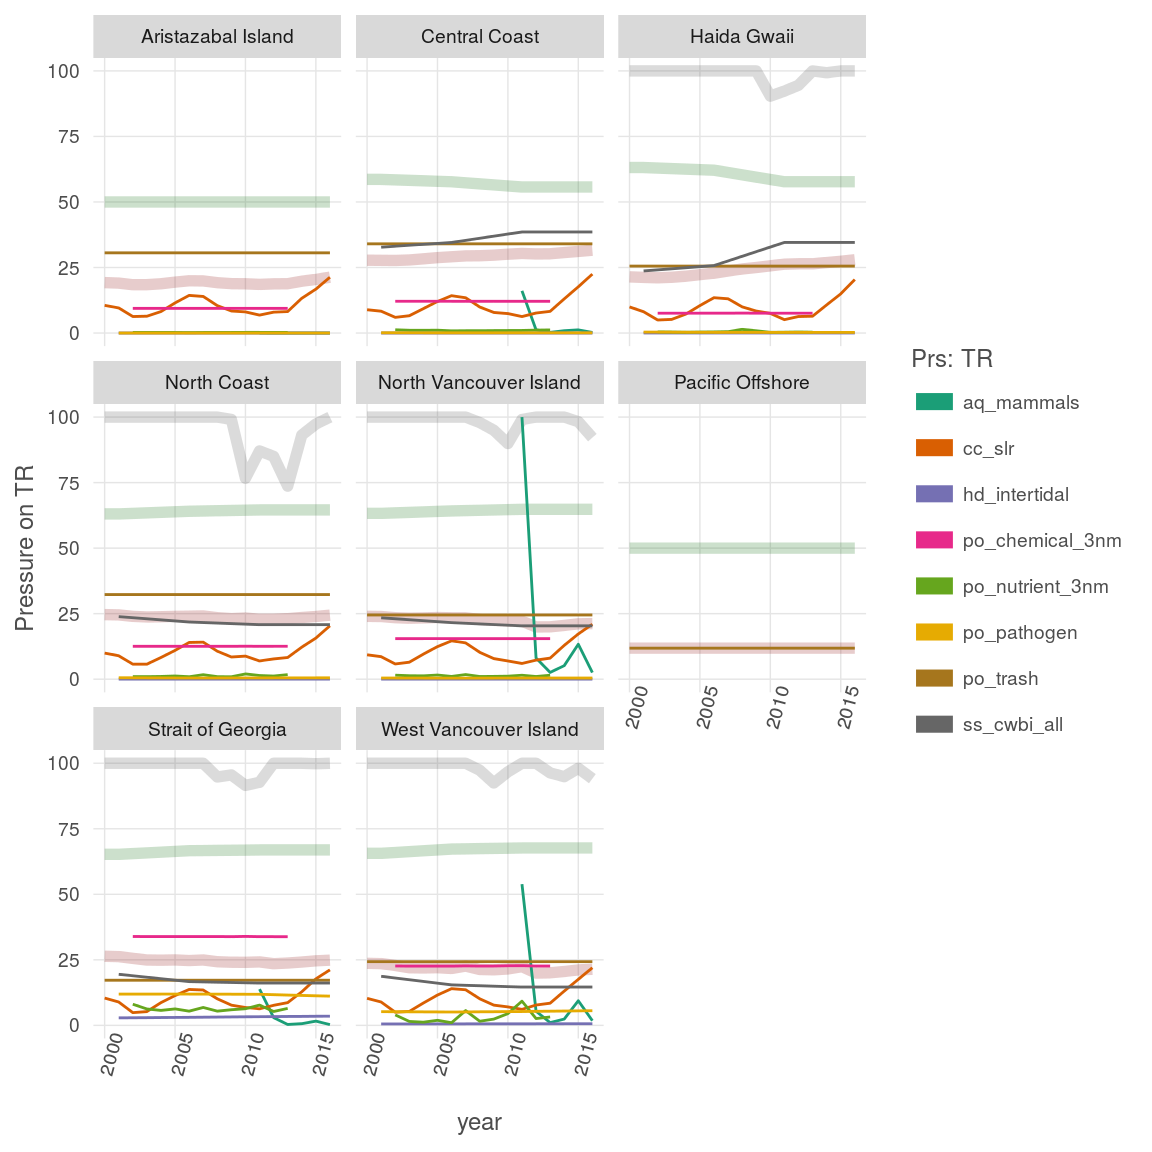 Aristazabal Island
Central Coast
Haida Gwaii
100
75
50
25
0
North Coast
North Vancouver Island
Pacific Offshore
100
75
50
25
0
2000
2005
2010
2015
Strait of Georgia
West Vancouver Island
100
75
50
25
0
2000
2005
2010
2015
2000
2005
2010
2015
year
Pressure on TR
Prs: TR
aq_mammals
cc_slr
hd_intertidal
po_chemical_3nm
po_nutrient_3nm
po_pathogen
po_trash
ss_cwbi_all